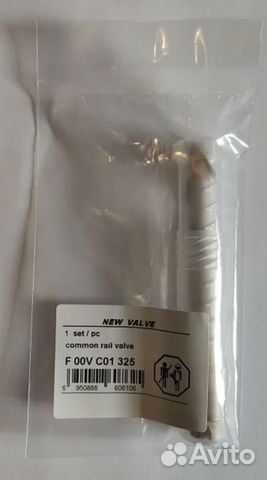 NEW VALVE
1 set / pc
common rail valve
F 00V C01 325
6 950888 606106
Avito